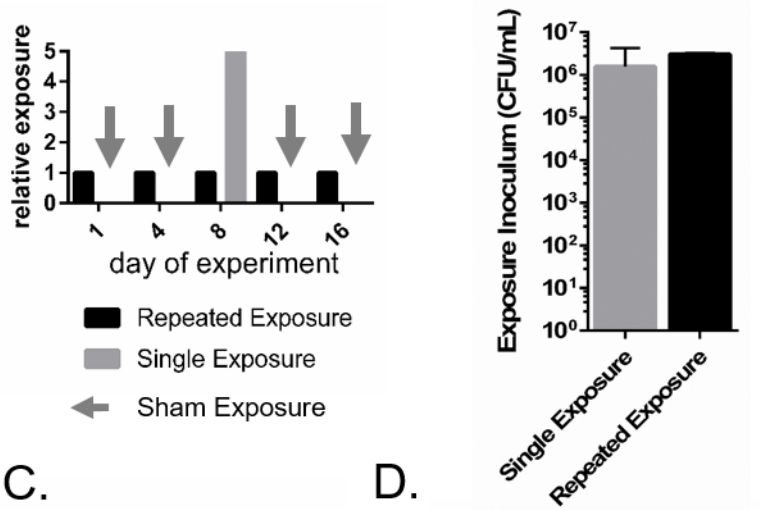 relative exposure
5
4
3
2
1
0
1 4 8 12 16
day of experiment
Repeated Exposure
Single Exposure
Sham Exposure
C.
Exposure Inoculum (CFU/mL)
10⁷
10⁶
10⁵
10⁴
10³
10²
10¹
10⁰
Single Exposure
Repeated Exposure
D.